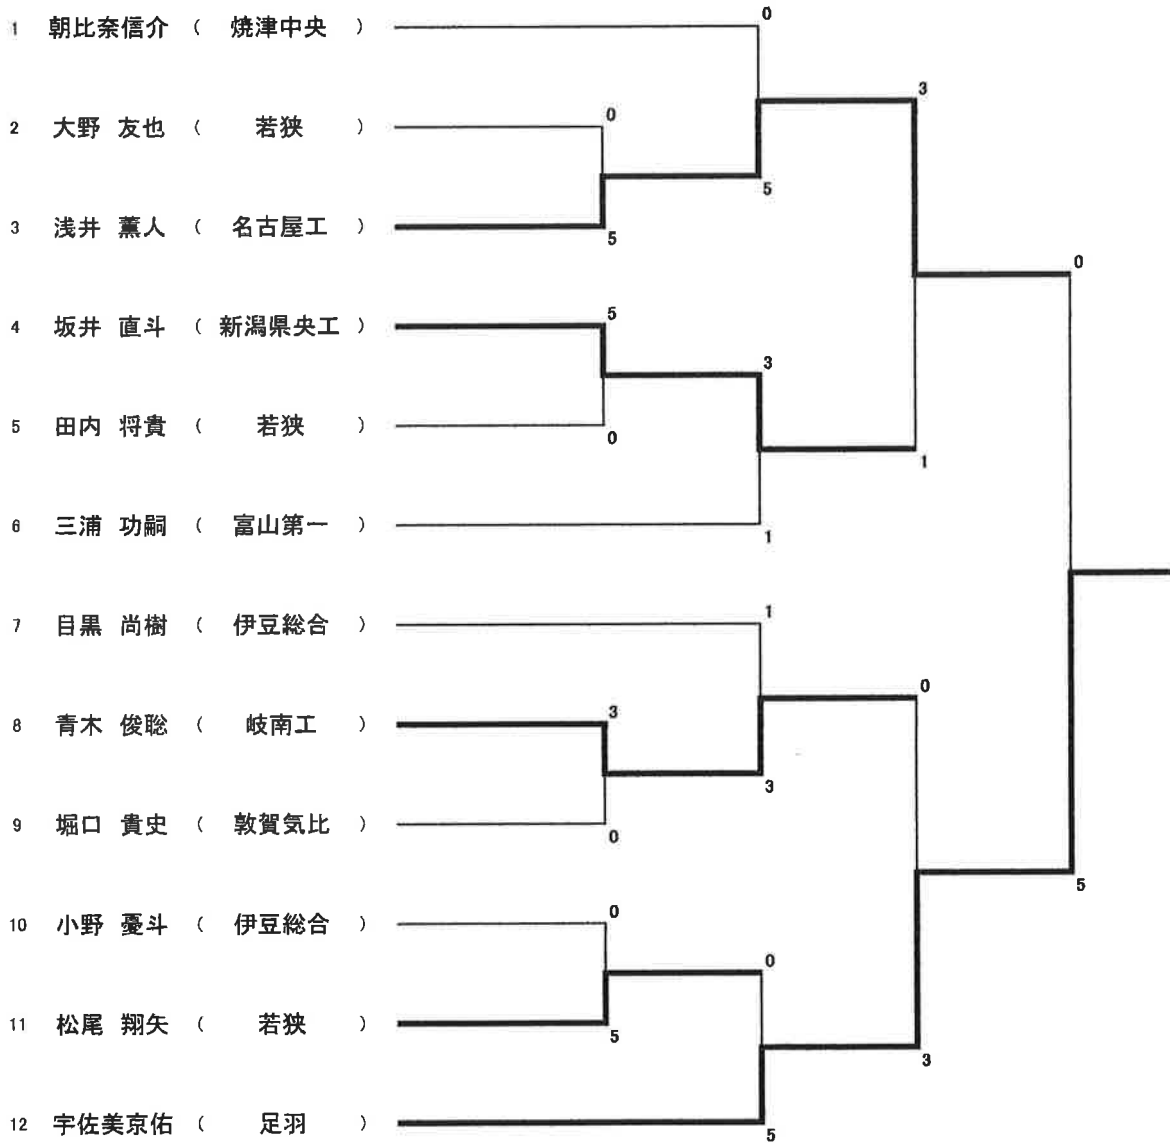 0
1 朝比奈信介 ( 焼津中央 )
3
0
2 大野 友也 ( 若狭 )
5
3 浅井 薫人 ( 名古屋工 )
5
0
5
4 坂井 直斗 ( 新潟県央工 )
3
5 田内 将貴 ( 若狭 )
0
1
6 三浦 功嗣 ( 富山第一 )
1
1
7 目黒 尚樹 ( 伊豆総合 )
0
3
8 青木 俊聡 ( 岐南工 )
3
9 堀口 貴史 ( 敦賀気比 )
0
5
0
10 小野 憂斗 ( 伊豆総合 )
0
11 松尾 翔矢 ( 若狭 )
5
3
12 宇佐美京佑 ( 足羽 )
5